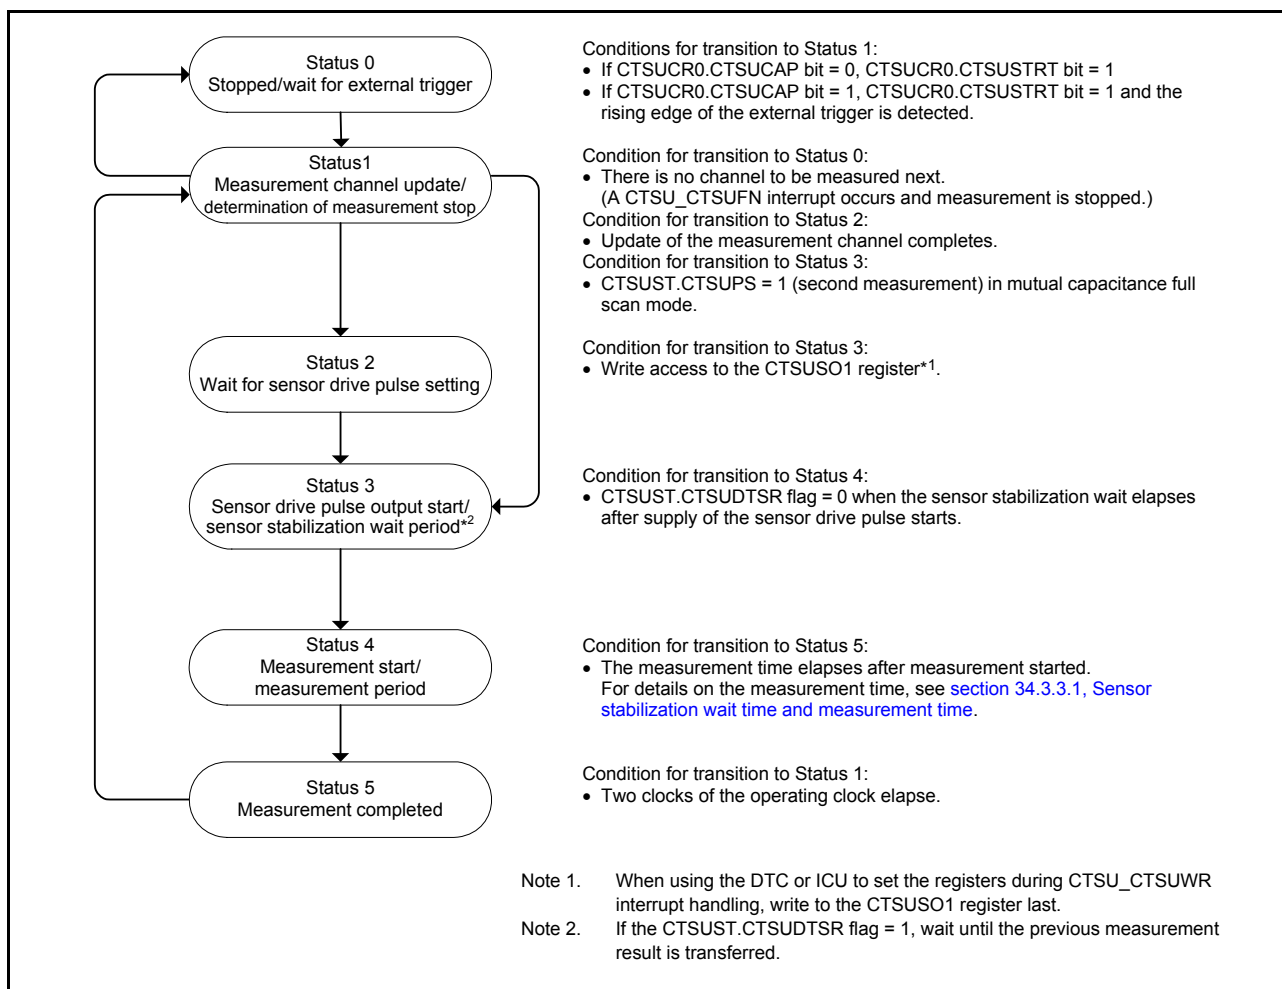 Status 0
Stopped/wait for external trigger
Conditions for transition to Status 1:
• If CTSUCR0.CTSUCAP bit = 0, CTSUCR0.CTSUSTRT bit = 1
• If CTSUCR0.CTSUCAP bit = 1, CTSUCR0.CTSUSTRT bit = 1 and the
rising edge of the external trigger is detected.
Status1
Measurement channel update/
determination of measurement stop
Condition for transition to Status 0:
• There is no channel to be measured next.
(A CTSU_CTSUFN interrupt occurs and measurement is stopped.)
Condition for transition to Status 2:
• Update of the measurement channel completes.
Condition for transition to Status 3:
• CTSUST.CTSUPS = 1 (second measurement) in mutual capacitance full
scan mode.
Status 2
Wait for sensor drive pulse setting
Condition for transition to Status 3:
• Write access to the CTSUSO1 register*1.
Status 3
Sensor drive pulse output start/
sensor stabilization wait period*2
Condition for transition to Status 4:
• CTSUST.CTSUDTSR flag = 0 when the sensor stabilization wait elapses
after supply of the sensor drive pulse starts.
Status 4
Measurement start/
measurement period
Condition for transition to Status 5:
• The measurement time elapses after measurement started.
For details on the measurement time, see section 34.3.3.1, Sensor
stabilization wait time and measurement time.
Status 5
Measurement completed
Condition for transition to Status 1:
• Two clocks of the operating clock elapse.
Note 1. When using the DTC or ICU to set the registers during CTSU_CTSUWR
interrupt handling, write to the CTSUSO1 register last.
Note 2. If the CTSUST.CTSUDTSR flag = 1, wait until the previous measurement
result is transferred.